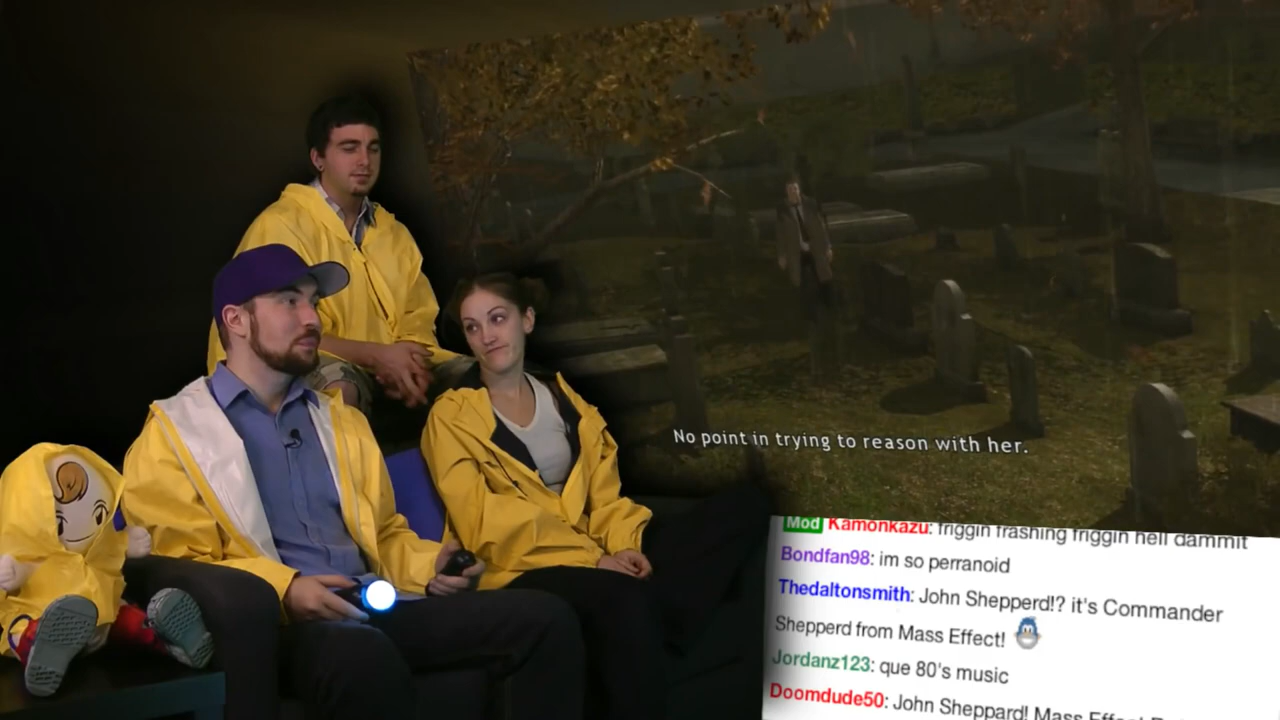 No point in trying to reason with her.
Mod Kamonkazu: friggin frashing friggin hell dammit
Bondfan98: im so perranoid
Thedaltonsmith: John Shepperd!? it's Commander
Shepperd from Mass Effect!
Jordanz123: que 80's music
Doomdude50: John Sheppard! Mass Effect